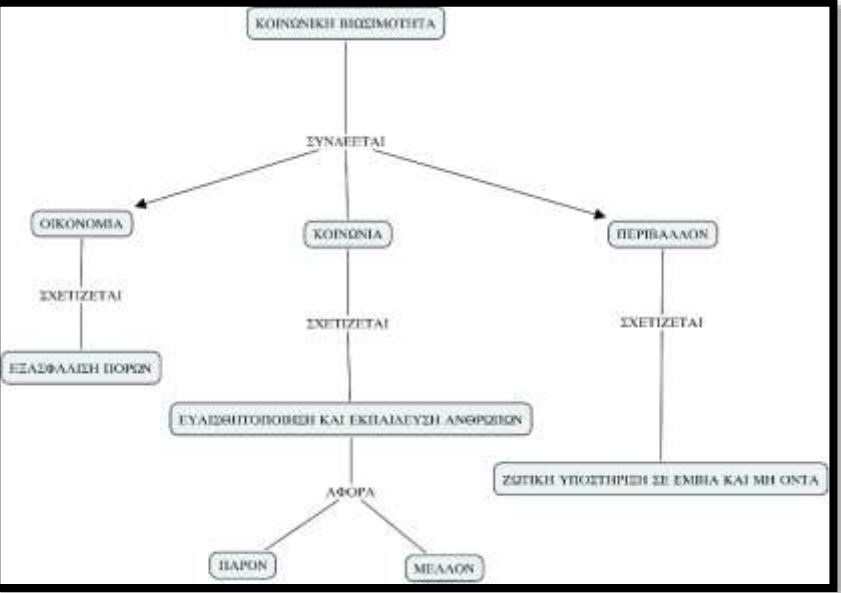 ΚΟΙΝΩΝΙΚΗ ΒΙΩΣΙΜΟΤΗΤΑ
ΣΥΝΔΕΕΤΑΙ
ΟΙΚΟΝΟΜΙΑ
ΚΟΙΝΩΝΙΑ
ΠΕΡΙΒΑΛΛΟΝ
ΣΧΕΤΙΖΕΤΑΙ
ΣΧΕΤΙΖΕΤΑΙ
ΣΧΕΤΙΖΕΤΑΙ
ΕΞΑΣΦΑΛΙΣΗ ΠΟΡΩΝ
ΕΥΑΙΣΘΗΤΟΠΟΙΗΣΗ ΚΑΙ ΕΚΠΑΙΔΕΥΣΗ ΑΝΘΡΩΠΩΝ
ΖΩΤΙΚΗ ΥΠΟΣΤΗΡΙΞΗ ΣΕ ΕΜΒΙΑ ΚΑΙ ΜΗ ΟΝΤΑ
ΑΦΟΡΑ
ΠΑΡΟΝ
ΜΕΛΛΟΝ